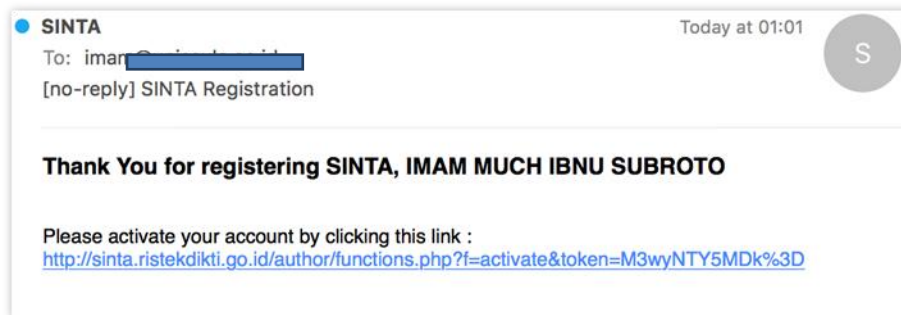 SINTA
Today at 01:01
S
To: imam
[no-reply] SINTA Registration
Thank You for registering SINTA, IMAM MUCH IBNU SUBROTO
Please activate your account by clicking this link :
http://sinta.ristekdikti.go.id/author/functions.php?f=activate&token=M3wyNTY5MDk%3D